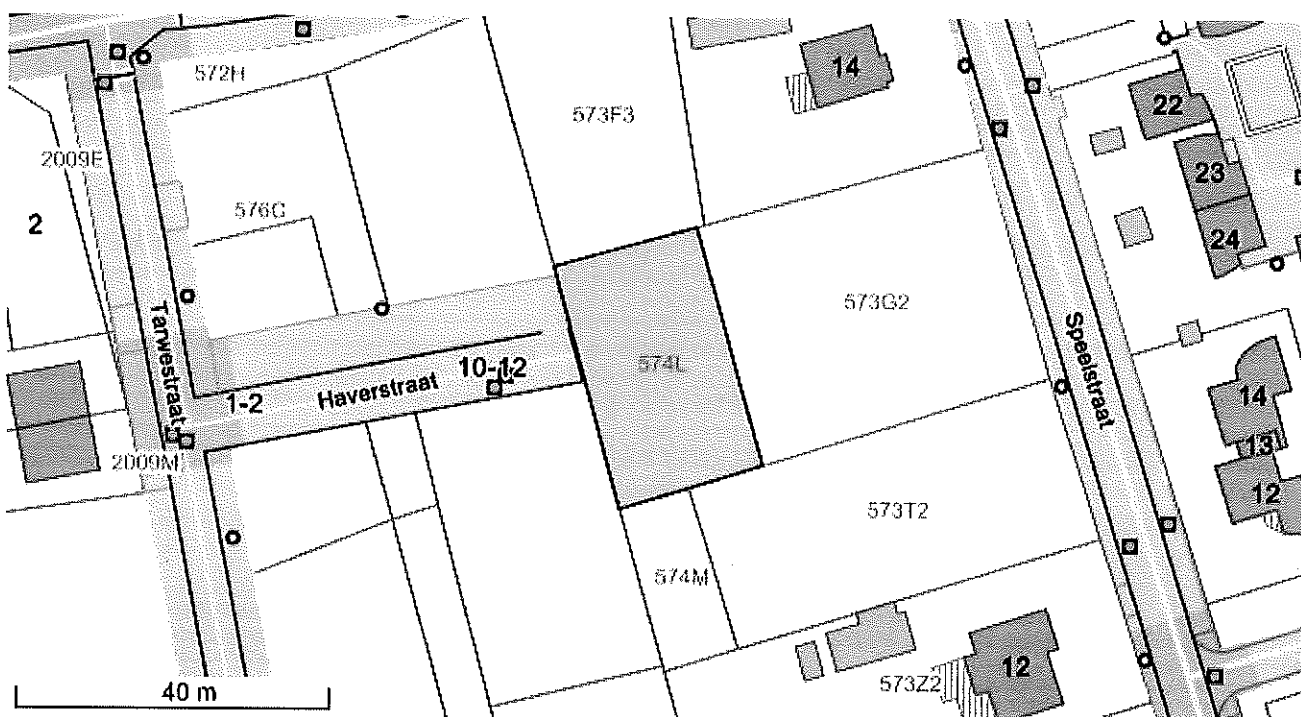 572H
14
573F3
22
2009E
23
576C
2
24
573G2
Tarwestraat
574L
10-12
Speelstraat
1-2
Haverstraat
14
13
2009M
12
573T2
574M
12
573Z2
40 m